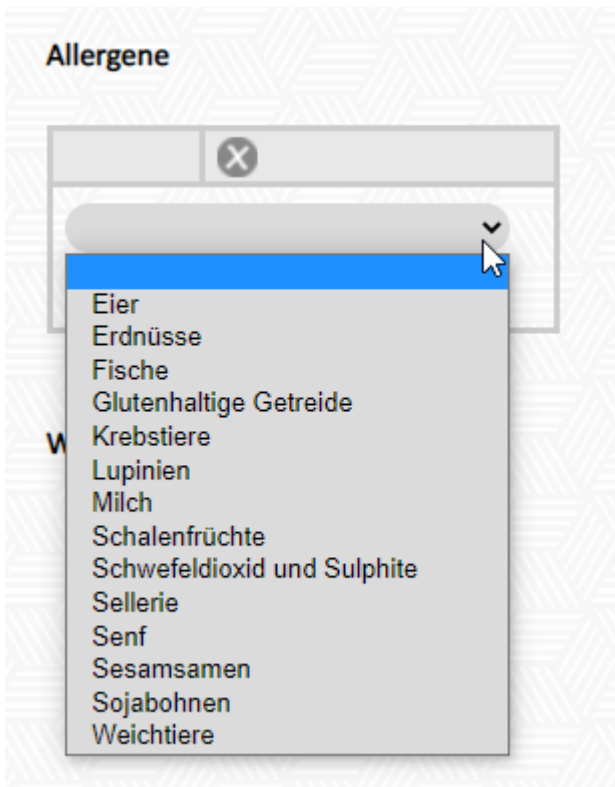 Allergene
Eier
Erdnüsse
Fische
Glutenhaltige Getreide
Krebstiere
Lupinien
Milch
Schalenfrüchte
Schwefeldioxid und Sulphite
Sellerie
Senf
Sesamsamen
Sojabohnen
Weichtiere